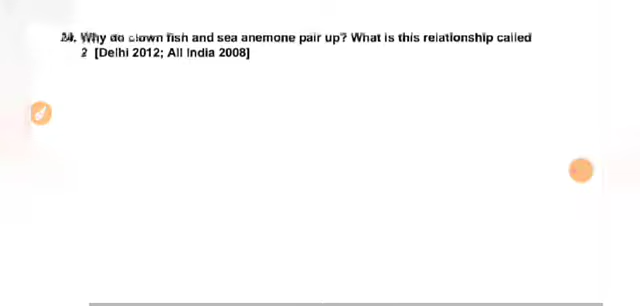 24. Why do clown fish and sea anemone pair up? What is this relationship called
? [Delhi 2012; All India 2008]